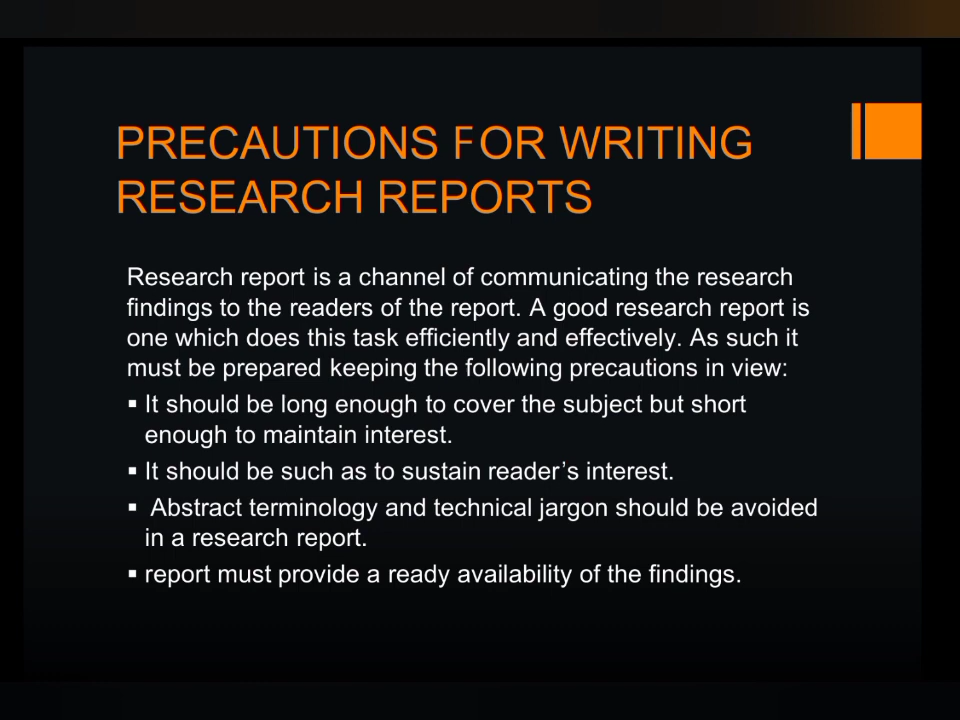 PRECAUTIONS FOR WRITING
RESEARCH REPORTS
Research report is a channel of communicating the research
findings to the readers of the report. A good research report is
one which does this task efficiently and effectively. As such it
must be prepared keeping the following precautions in view:
▪ It should be long enough to cover the subject but short
enough to maintain interest.
▪ It should be such as to sustain reader’s interest.
▪ Abstract terminology and technical jargon should be avoided
in a research report.
▪ report must provide a ready availability of the findings.